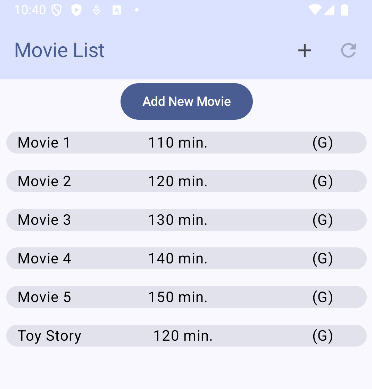 10:40
Movie List
Add New Movie
Movie 1 110 min. (G)
Movie 2 120 min. (G)
Movie 3 130 min. (G)
Movie 4 140 min. (G)
Movie 5 150 min. (G)
Toy Story 120 min. (G)